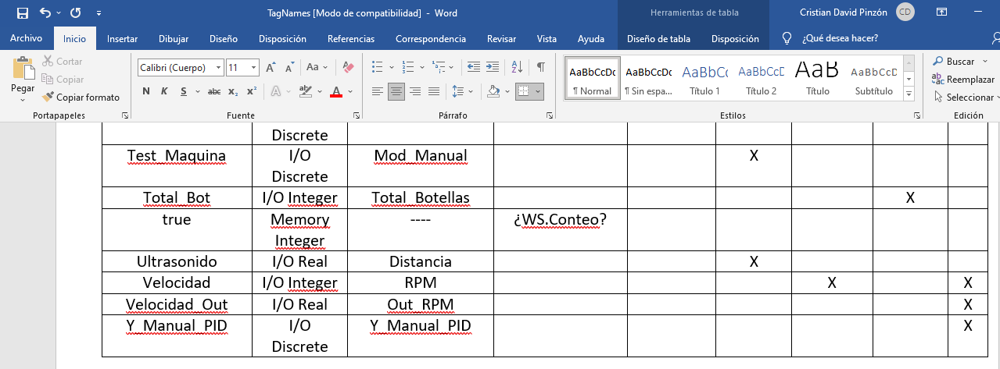 TagNames [Modo de compatibilidad] - Word
Herramientas de tabla
Cristian David Pinzón
CD
Archivo Inicio Insertar Dibujar Diseño Disposición Referencias Correspondencia Revisar Vista Ayuda Diseño de tabla Disposición ¿Qué desea hacer?
Pegar
Cortar
Copiar
Copiar formato
Portapapeles
Calibri (Cuerpo) 11
N K S abc x₂ x²
Fuente
Párrafo
AaBbCcDc AaBbCcDc AaBbC( AaBbCcD AaB AaBbCcD
¶ Normal ¶ Sin espa... Título 1 Título 2 Título Subtítulo
Estilos
Buscar
Reemplazar
Seleccionar
Edición
Discrete
Test_Maquina I/O Discrete Mod_Manual X
Total_Bot I/O Integer Total_Botellas X
true Memory Integer ---- ¿WS.Conteo?
Ultrasonido I/O Real Distancia X
Velocidad I/O Integer RPM X X
Velocidad_Out I/O Real Out_RPM X
Y_Manual_PID I/O Discrete Y_Manual_PID X